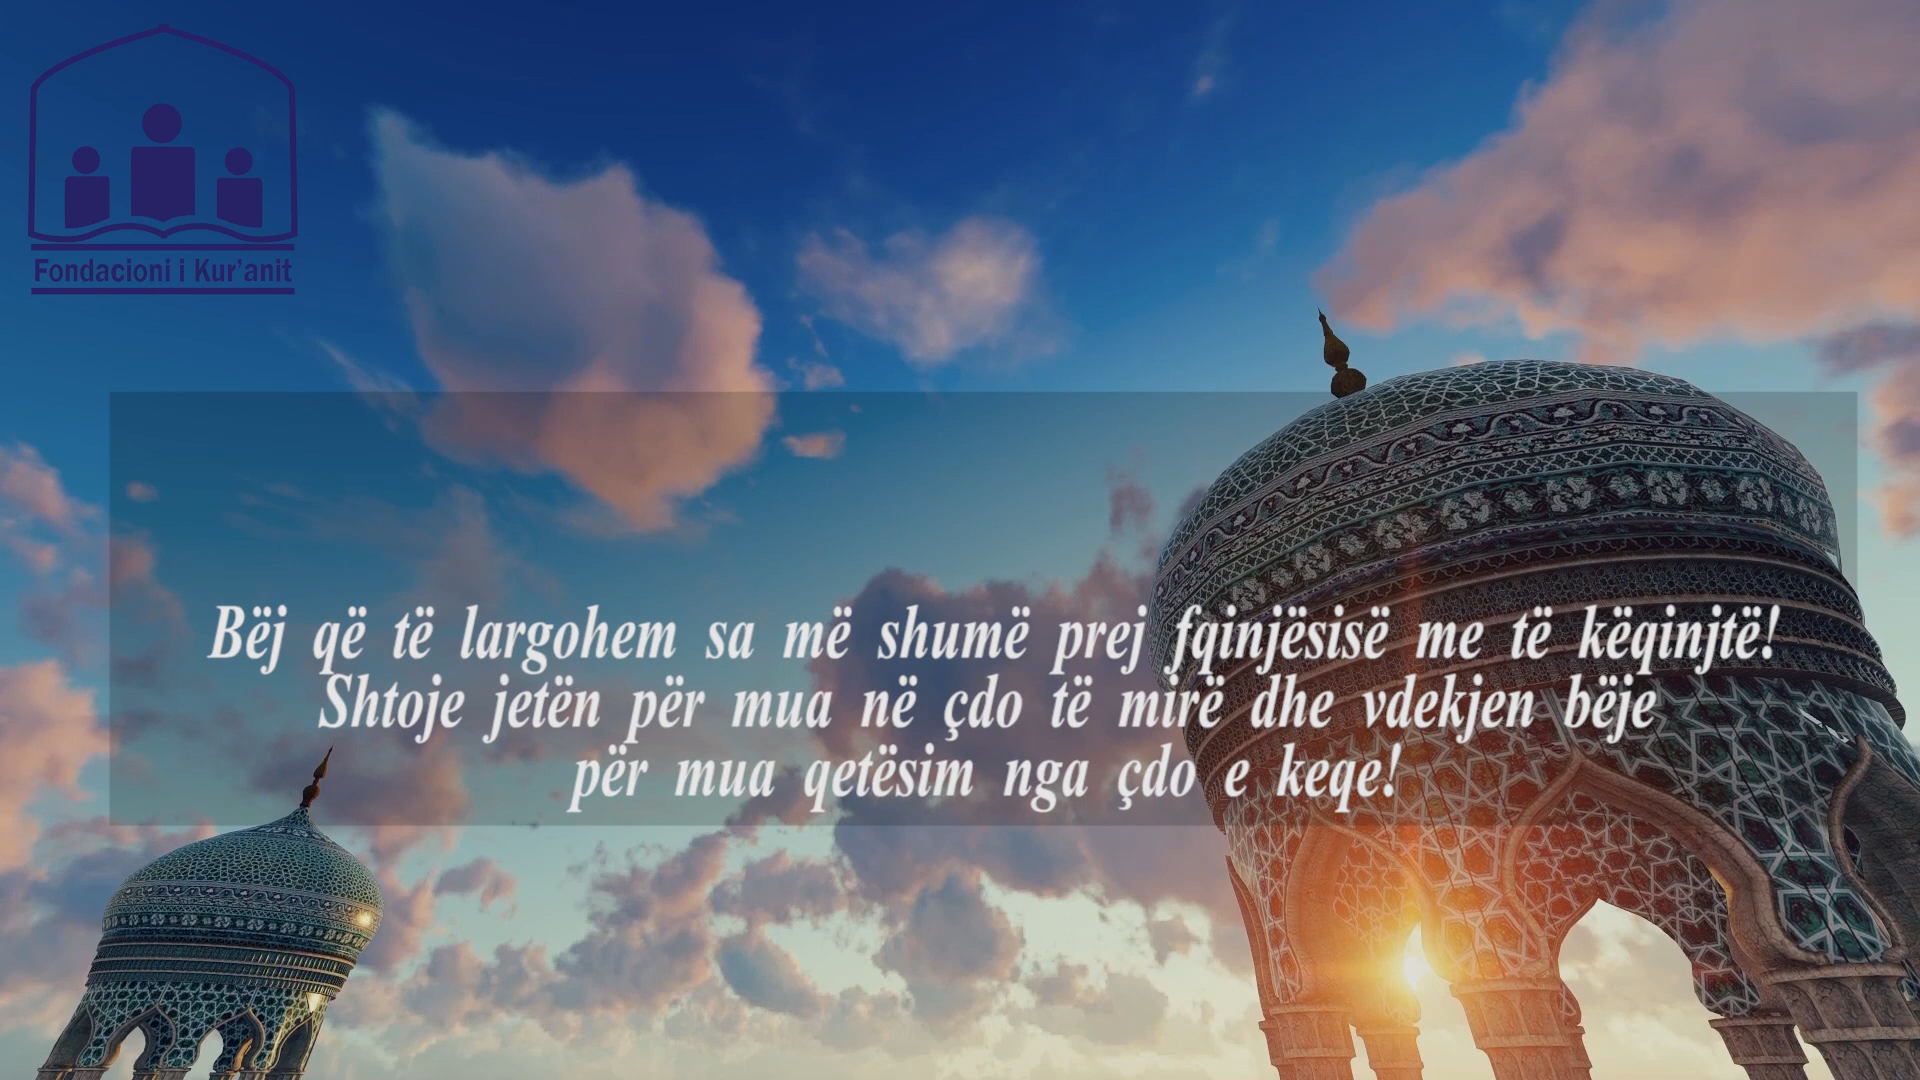 Fondacioni i Kur'anit
Bëj që të largohem sa më shumë prej fqinjësisë me të këqinjtë!
Shtoje jetën për mua në çdo të mirë dhe vdekjen bëje
për mua qetësim nga çdo e keqe!